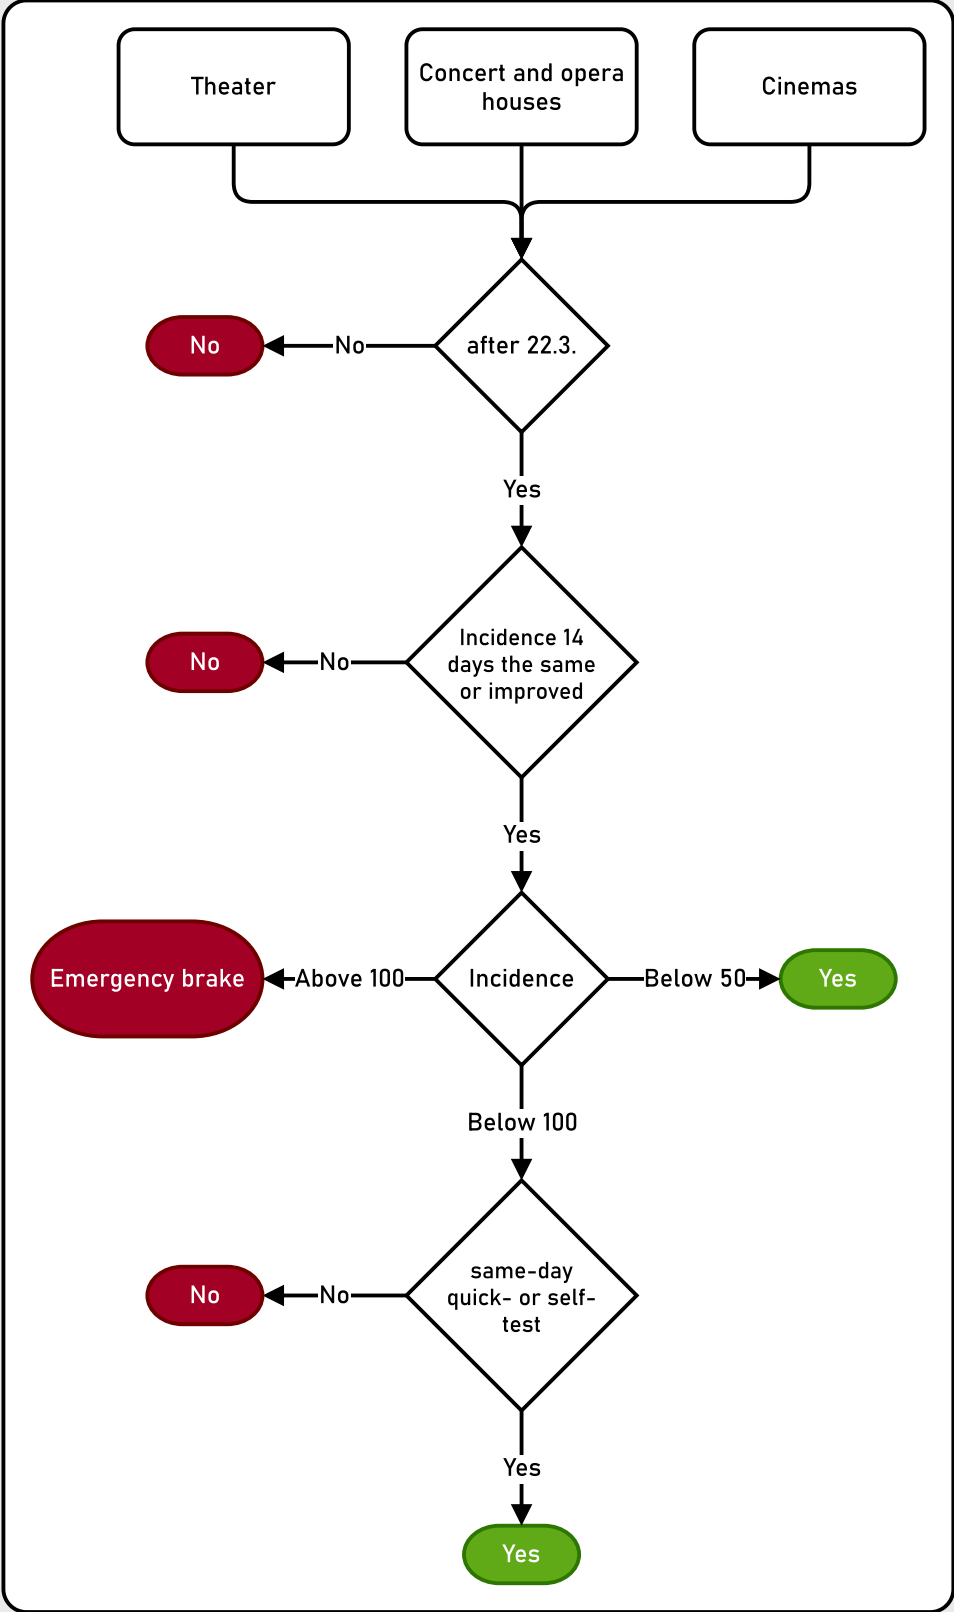 Theater
Concert and opera
houses
Cinemas
No
No
after 22.3.
Yes
No
No
Incidence 14
days the same
or improved
Yes
Emergency brake
Above 100
Incidence
Below 50
Yes
Below 100
No
No
same-day
quick- or self-
test
Yes
Yes